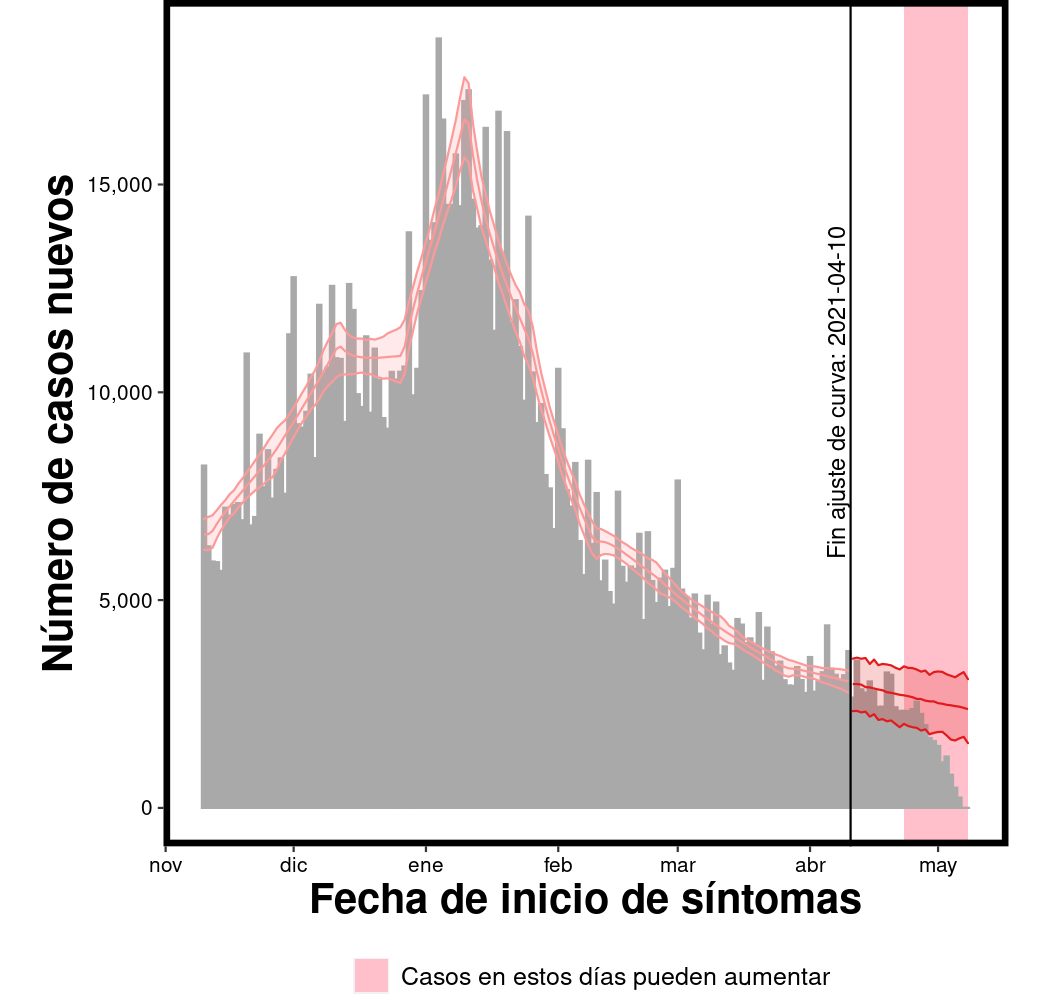 Número de casos nuevos
15,000
10,000
5,000
0
Fin ajuste de curva: 2021-04-10
nov dic ene feb mar abr may
Fecha de inicio de síntomas
Casos en estos días pueden aumentar